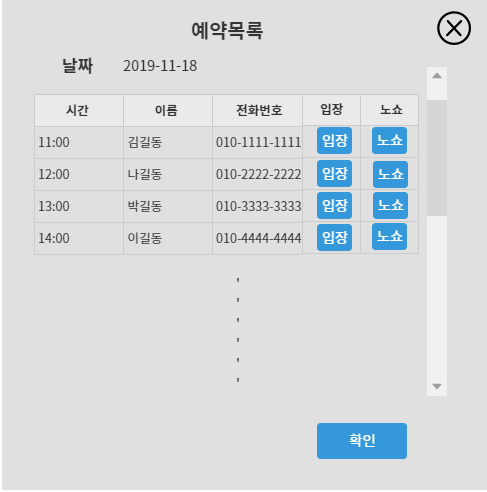 예약목록
날짜 2019-11-18
시간 이름 전화번호 입장 노쇼
11:00 김길동 010-1111-1111 입장 노쇼
12:00 나길동 010-2222-2222 입장 노쇼
13:00 박길동 010-3333-3333 입장 노쇼
14:00 이길동 010-4444-4444 입장 노쇼
'
'
'
'
'
'
확인